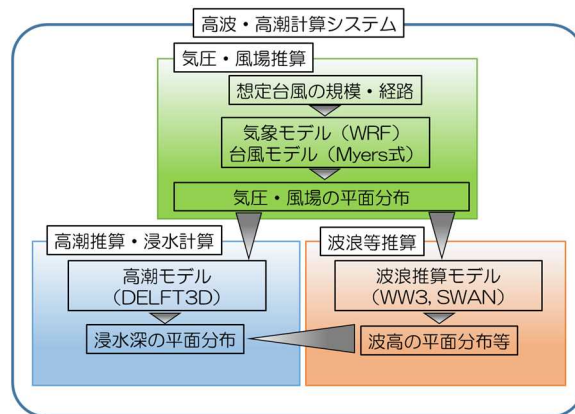 高波・高潮計算システム
気圧・風場推算
想定台風の規模・経路
気象モデル（WRF）
台風モデル（Myers式）
気圧・風場の平面分布
高潮推算・浸水計算
高潮モデル
（DELFT3D）
浸水深の平面分布
波浪等推算
波浪推算モデル
（WW3, SWAN）
波高の平面分布等